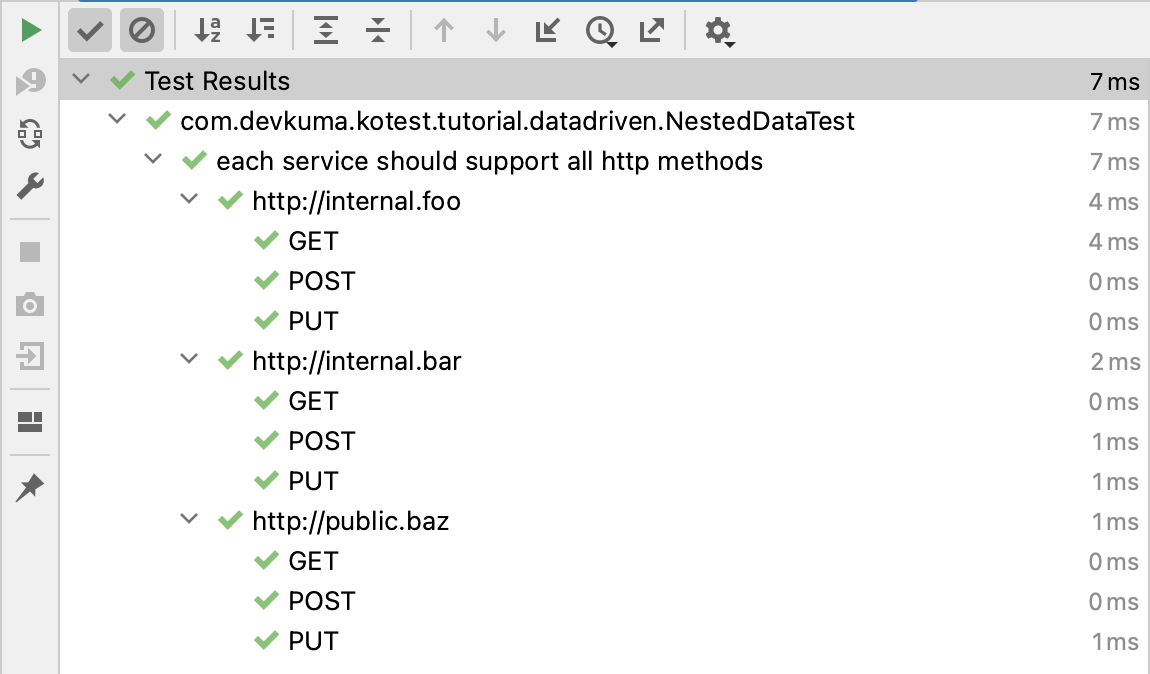 Test Results 7 ms
com.devkuma.kotest.tutorial.datadriven.NestedDataTest 7 ms
each service should support all http methods 7 ms
http://internal.foo 4 ms
GET 4 ms
POST 0 ms
PUT 0 ms
http://internal.bar 2 ms
GET 0 ms
POST 1 ms
PUT 1 ms
http://public.baz 1 ms
GET 0 ms
POST 0 ms
PUT 1 ms